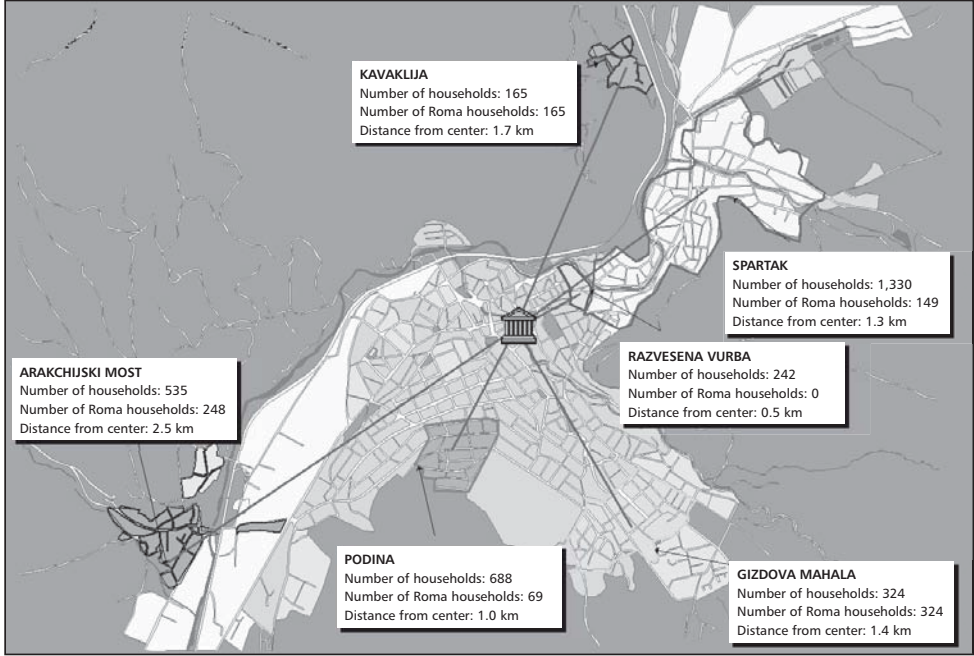 KAVAKLIJA
Number of households: 165
Number of Roma households: 165
Distance from center: 1.7 km
SPARTAK
Number of households: 1,330
Number of Roma households: 149
Distance from center: 1.3 km
RAZVESENA VURBA
Number of households: 242
Number of Roma households: 0
Distance from center: 0.5 km
ARAKCHIJSKI MOST
Number of households: 535
Number of Roma households: 248
Distance from center: 2.5 km
PODINA
Number of households: 688
Number of Roma households: 69
Distance from center: 1.0 km
GIZDOVA MAHALA
Number of households: 324
Number of Roma households: 324
Distance from center: 1.4 km